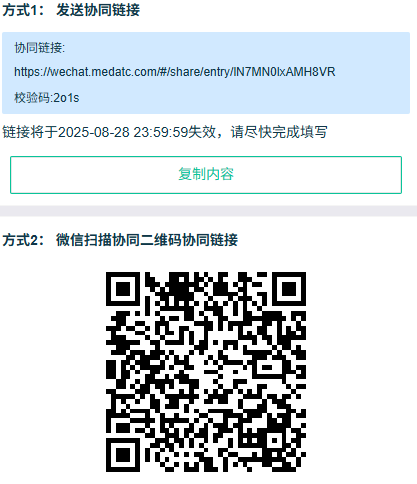 方式1： 发送协同链接
协同链接:
https://wechat.medatc.com/#/share/entry/lN7MN0lxAMH8VR
校验码:2o1s
链接将于2025-08-28 23:59:59失效，请尽快完成填写
复制内容
方式2： 微信扫描协同二维码协同链接